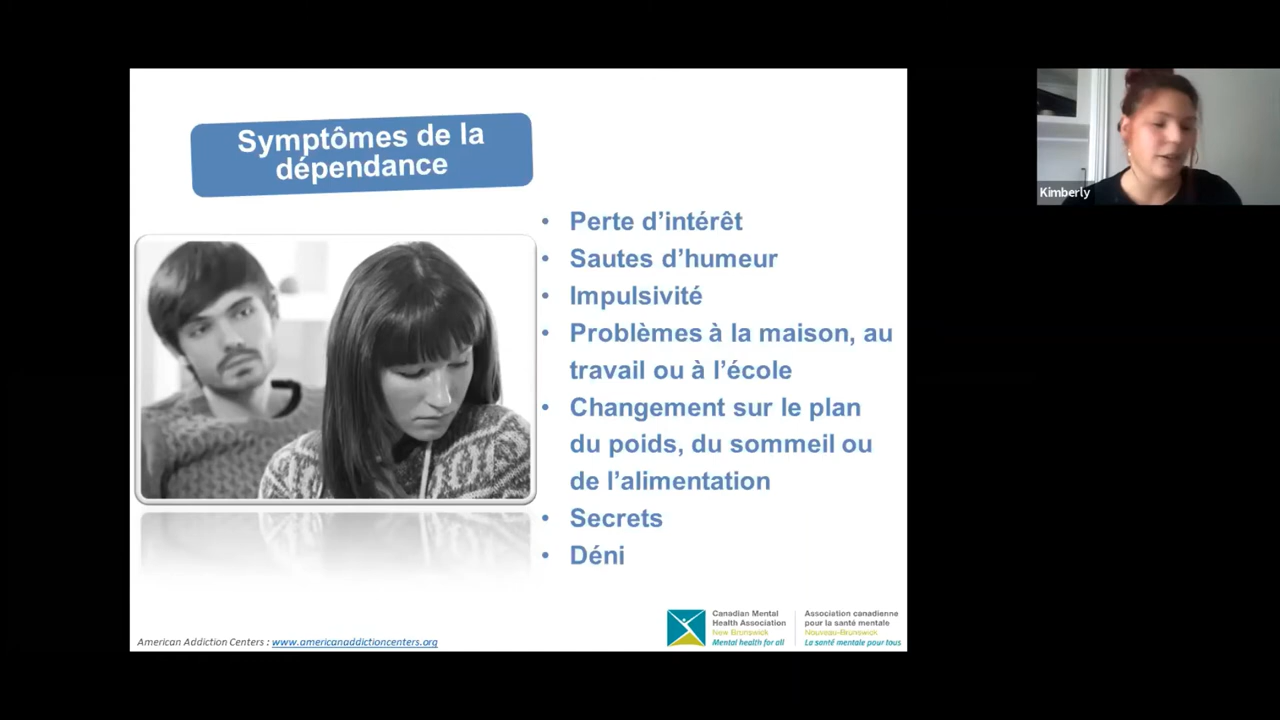 Symptômes de la
dépendance
• Perte d’intérêt
• Sautes d’humeur
• Impulsivité
• Problèmes à la maison, au
travail ou à l’école
• Changement sur le plan
du poids, du sommeil ou
de l’alimentation
• Secrets
• Déni
Kimberly
American Addiction Centers : www.americanaddictioncenters.org
Canadian Mental
Health Association
New Brunswick
Mental health for all
Association canadienne
pour la santé mentale
Nouveau-Brunswick
La santé mentale pour tous